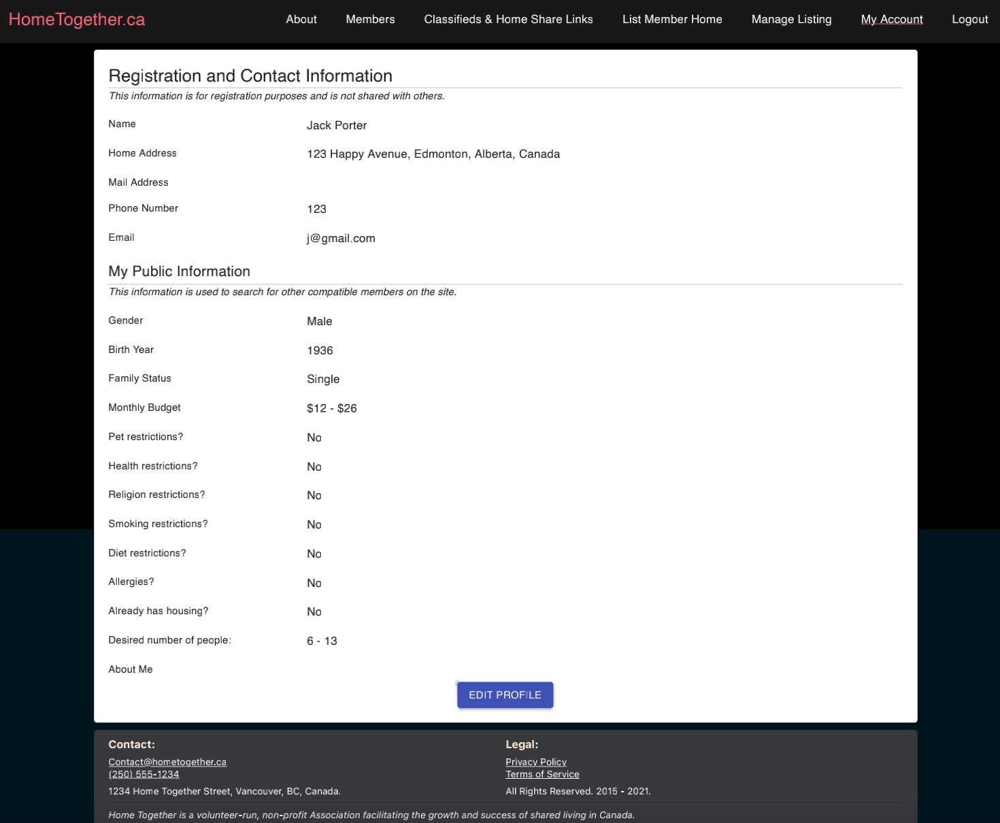 HomeTogether.ca
About Members Classifieds & Home Share Links List Member Home Manage Listing My Account Logout
Registration and Contact Information
This information is for registration purposes and is not shared with others.
Name Jack Porter
Home Address 123 Happy Avenue, Edmonton, Alberta, Canada
Mail Address
Phone Number 123
Email j@gmail.com
My Public Information
This information is used to search for other compatible members on the site.
Gender Male
Birth Year 1936
Family Status Single
Monthly Budget $12 - $26
Pet restrictions? No
Health restrictions? No
Religion restrictions? No
Smoking restrictions? No
Diet restrictions? No
Allergies? No
Already has housing? No
Desired number of people: 6 - 13
About Me
EDIT PROFILE
Contact: Legal:
Contact@hometogether.ca Privacy Policy
(250) 555-1234 Terms of Service
1234 Home Together Street, Vancouver, BC, Canada. All Rights Reserved. 2015 - 2021.
Home Together is a volunteer-run, non-profit Association facilitating the growth and success of shared living in Canada.